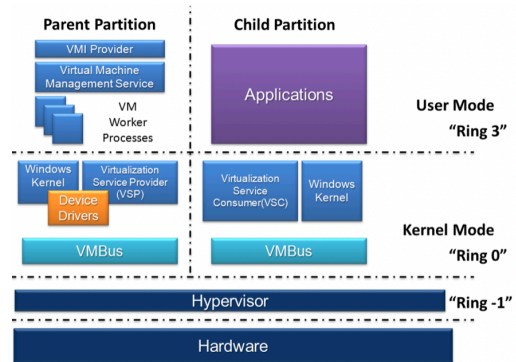 Parent Partition
Child Partition
VMI Provider
Virtual Machine
Management Service
VM
Worker
Processes
Applications
User Mode
“Ring 3”
Windows
Kernel
Virtualization
Service Provider
(VSP)
Device
Drivers
Virtualization
Service
Consumer(VSC)
Windows
Kernel
Kernel Mode
“Ring 0”
VMBus
VMBus
Hypervisor
“Ring -1”
Hardware